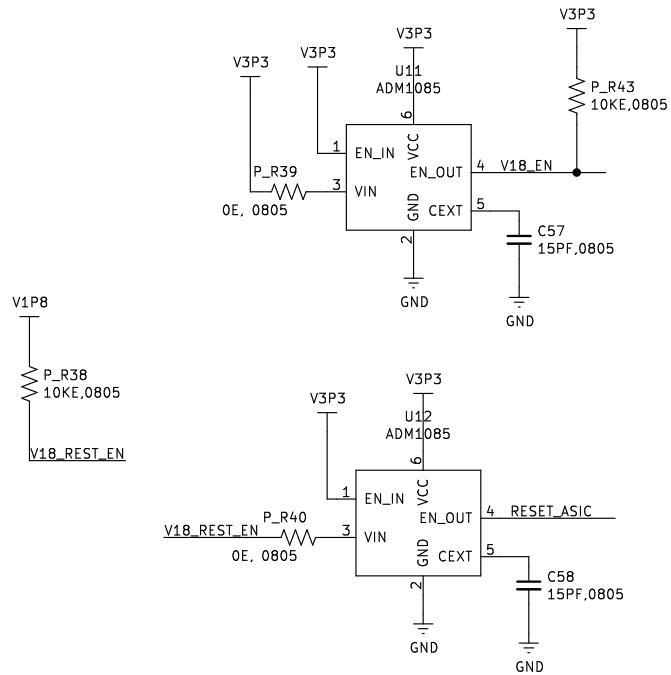 V3P3
V3P3
V3P3
V3P3
U11
ADM1085
P_R43
10KE,0805
6
1
EN_IN
VCC
P_R39
EN_OUT
4
V18_EN
3
VIN
0E, 0805
GND
CEXT
5
2
C57
15PF,0805
GND
GND
V1P8
P_R38
10KE,0805
V18_REST_EN
V3P3
V3P3
U12
ADM1085
6
1
EN_IN
VCC
EN_OUT
4
RESET_ASIC
V18_REST_EN
P_R40
3
VIN
0E, 0805
GND
CEXT
5
2
C58
15PF,0805
GND
GND